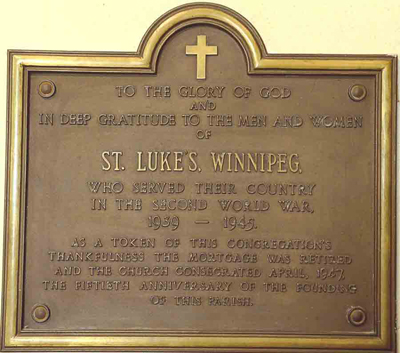 TO THE GLORY OF GOD
AND
IN DEEP GRATITUDE TO THE MEN AND WOMEN
OF
ST. LUKE'S, WINNIPEG,
WHO SERVED THEIR COUNTRY
IN THE SECOND WORLD WAR,
1939 — 1945.
AS A TOKEN OF THIS CONGREGATION'S
THANKFULNESS THE MORTGAGE WAS RETIRED
AND THE CHURCH CONSECRATED APRIL, 1947,
THE FIFTIETH ANNIVERSARY OF THE FOUNDING
OF THIS PARISH.